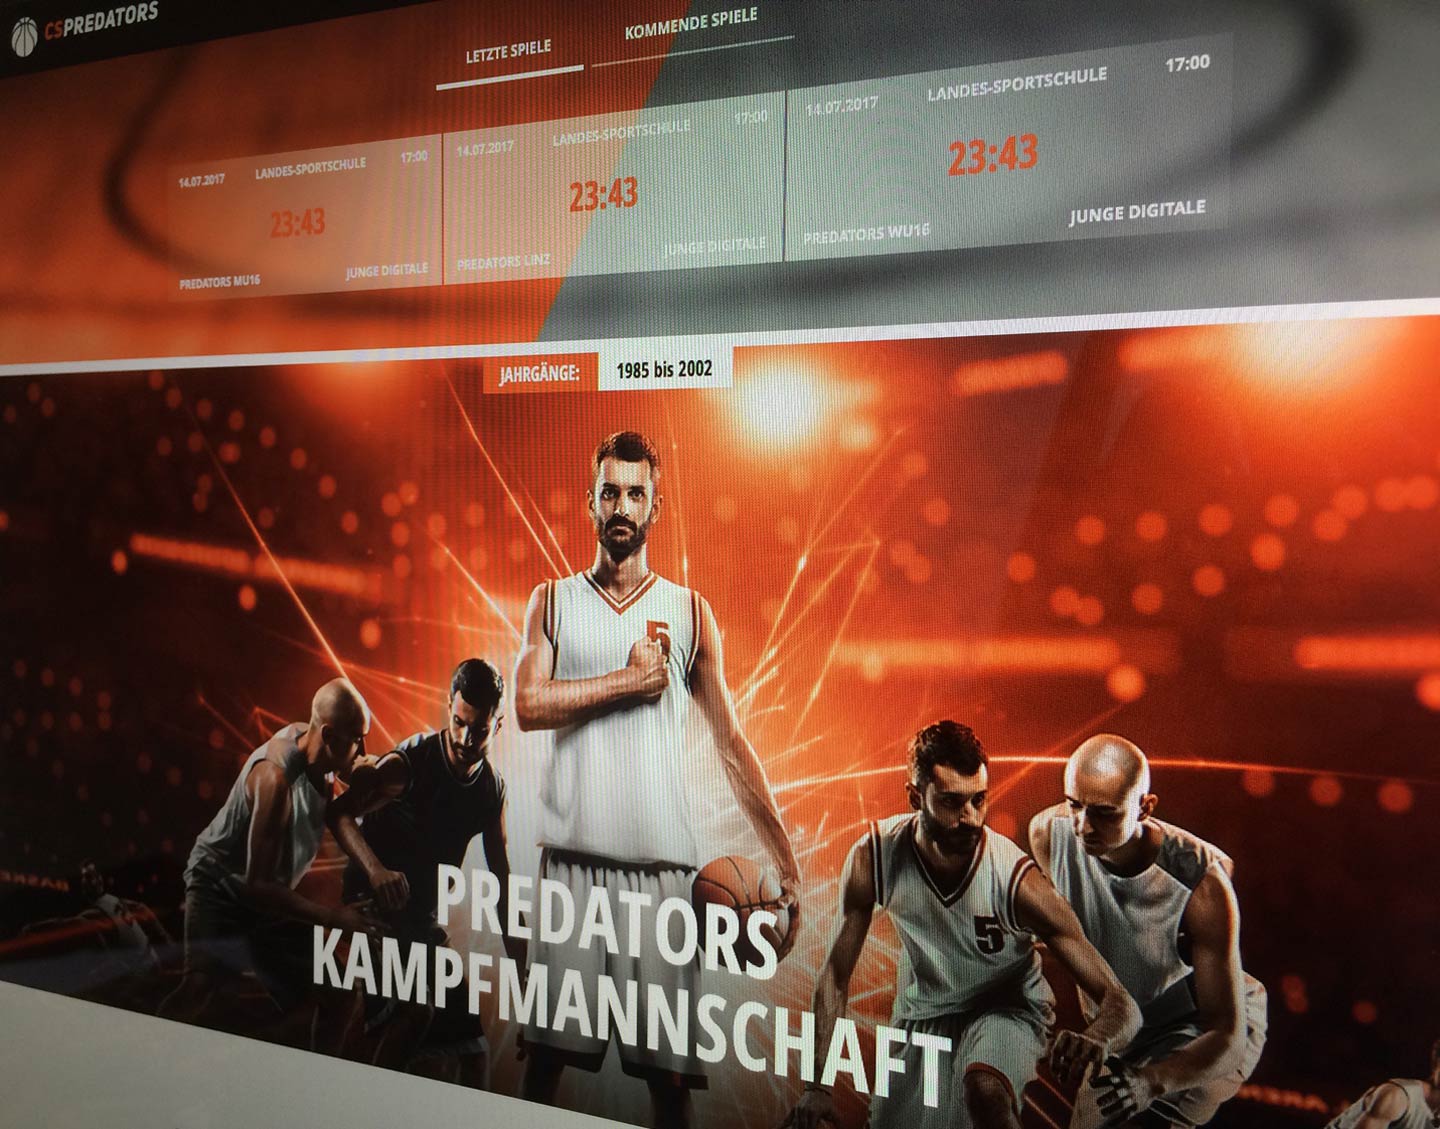 CSPREDATORS
LETZTE SPIELE
KOMMENDE SPIELE
14.07.2017
LANDES-SPORTSCHULE
17:00
23:43
PREDATORS MU16
JUNGE DIGITALE
14.07.2017
LANDES-SPORTSCHULE
17:00
23:43
PREDATORS LINZ
JUNGE DIGITALE
14.07.2017
LANDES-SPORTSCHULE
17:00
23:43
PREDATORS WU16
JUNGE DIGITALE
JAHRGÄNGE:
1985 bis 2002
5
5
PREDATORS
KAMPFMANNSCHAFT